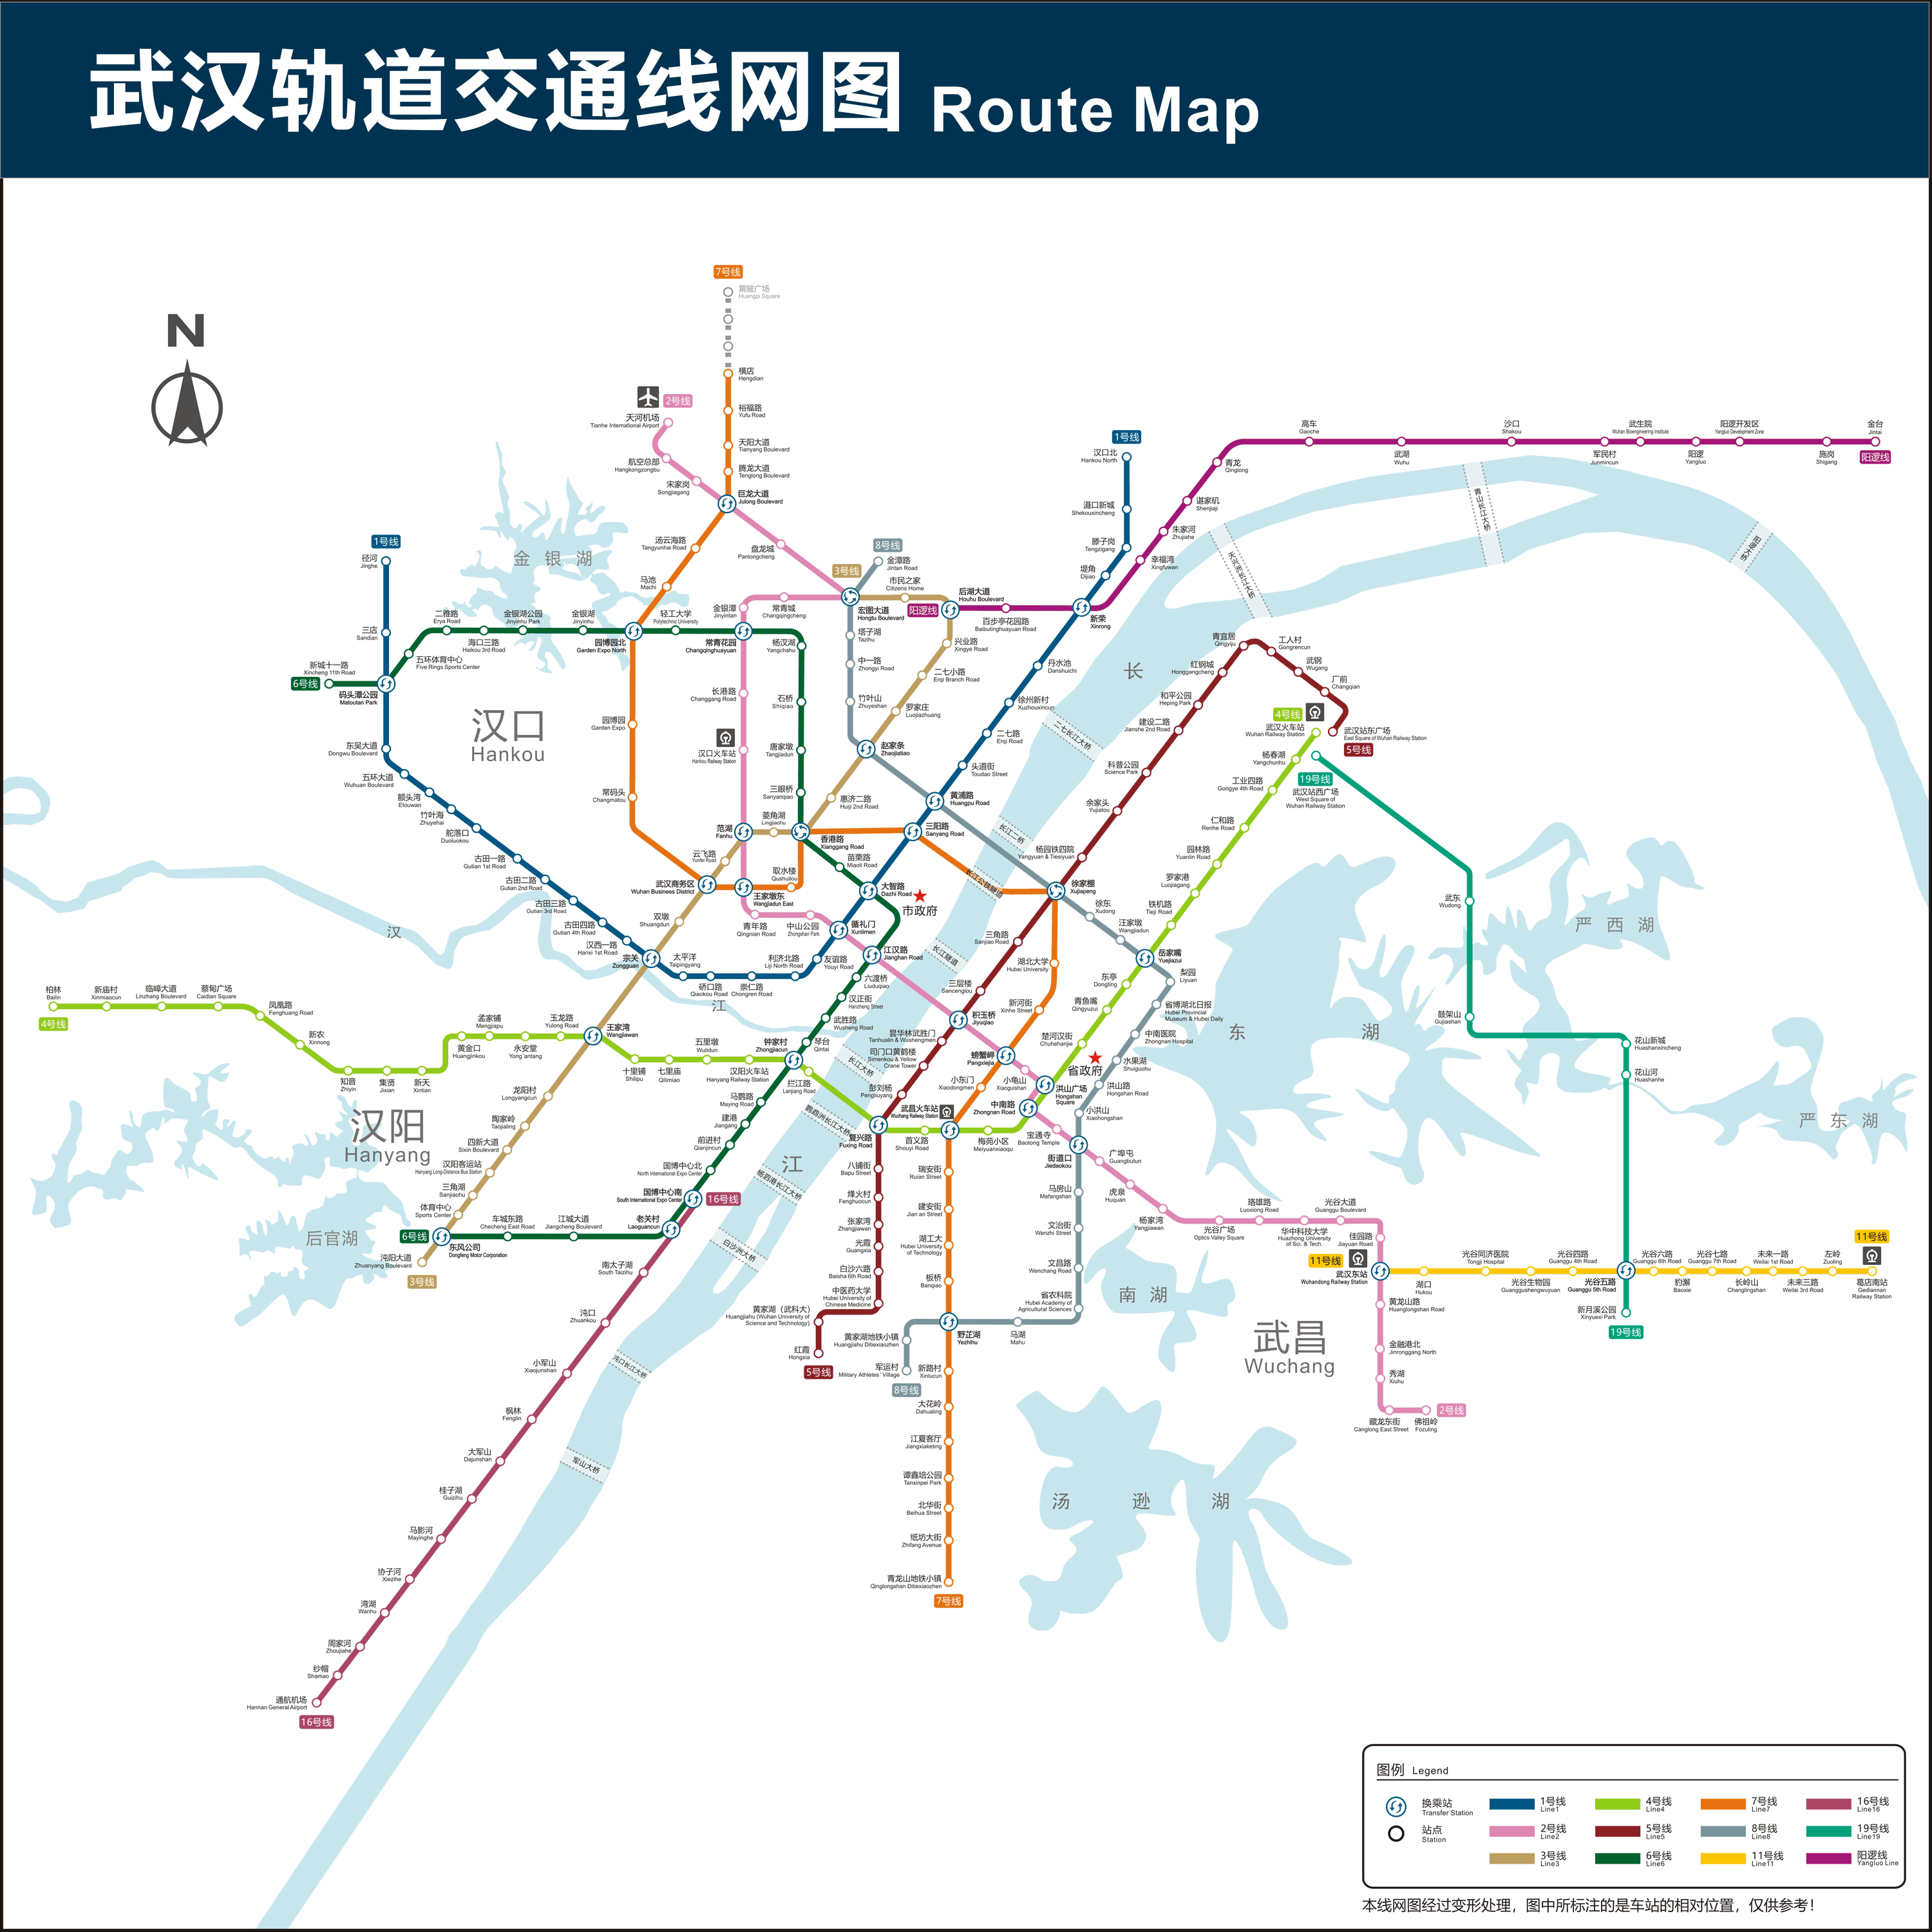 武汉轨道交通线网图 Route Map
N
7号线
黄陂广场
Huangpi Square
横店
Hengdian
裕福路
Yufu Road
天阳大道
Tianyang Boulevard
腾龙大道
Tenglong Boulevard
巨龙大道
Julong Boulevard
2号线
天河机场
Tianhe International Airport
航空总部
Hangkongzongbu
宋家岗
Songjiagang
盘龙城
Panlongcheng
汤云海路
Tangyunhai Road
马池
Machi
金银湖
1号线
径河
Jinghe
三店
Sandian
二雅路
Erya Road
海口三路
Haikou 3rd Road
金银湖公园
Jinyinhu Park
金银湖
Jinyinhu
园博园北
Garden Expo North
轻工大学
Polytechnic University
金银潭
Jinyintan
常青城
Changqingcheng
常青花园
Changqinghuayuan
杨汊湖
Yangchahu
新城十一路
Xincheng 11th Road
6号线
五环体育中心
Five Rings Sports Center
码头潭公园
Matoutan Park
8号线
金潭路
Jintan Road
3号线
市民之家
Citizens Home
宏图大道
Hongtu Boulevard
阳逻线
后湖大道
Houhu Boulevard
百步亭花园路
Baibutinghuayuan Road
1号线
汉口北
Hankou North
滠口新城
Shekouxincheng
滕子岗
Tengzigang
堤角
Dijiao
新荣
Xinrong
幸福湾
Xingfuwan
朱家河
Zhujiahe
谌家矶
Shenjiaji
青龙
Qinglong
高车
Gaoche
武湖
Wuhu
沙口
Shakou
军民村
Junmincun
武生院
Wuhan Bioengineering Institute
阳逻
Yangluo
阳逻开发区
Yangluo Development Zone
施岗
Shigang
金台
Jintai
阳逻线
青山长江大桥
天兴洲长江大桥
阳逻大桥
塔子湖
Tazihu
中一路
Zhongyi Road
竹叶山
Zhuyeshan
兴业路
Xingye Road
二七小路
Erqi Branch Road
罗家庄
Luojiazhuang
赵家条
Zhaojiatiao
丹水池
Danshuichi
徐州新村
Xuzhouxincun
二七路
Erqi Road
头道街
Toudao Street
黄浦路
Huangpu Road
三阳路
Sanyang Road
长
二七长江大桥
汉口
Hankou
东吴大道
Dongwu Boulevard
五环大道
Wuhuan Boulevard
额头湾
Etouwan
竹叶海
Zhuyehai
舵落口
Duoluokou
古田一路
Gutian 1st Road
古田二路
Gutian 2nd Road
古田三路
Gutian 3rd Road
古田四路
Gutian 4th Road
汉西一路
Hanxi 1st Road
宗关
Zongguan
太平洋
Taipingyang
硚口路
Qiaokou Road
崇仁路
Chongren Road
利济北路
Liji North Road
友谊路
Youyi Road
循礼门
Xunlimen
大智路
Dazhi Road
市政府
园博园
Garden Expo
常码头
Changmatou
长港路
Changgang Road
汉口火车站
Hankou Railway Station
石桥
Shiqiao
唐家墩
Tangjiadun
三眼桥
Sanyanqiao
惠济二路
Huiji 2nd Road
菱角湖
Lingjiaohu
范湖
Fanhu
香港路
Xianggang Road
苗栗路
Miaoli Road
云飞路
Yunfei Road
武汉商务区
Wuhan Business District
取水楼
Qushuilou
王家墩东
Wangjiadun East
双墩
Shuangdun
青年路
Qingnian Road
中山公园
Zhongshan Park
江汉路
Jianghan Road
六渡桥
Liuduqiao
汉正街
Hanzheng Street
武胜路
Wusheng Road
琴台
Qintai
汉
江
长江二桥
长江公铁隧道
长江隧道
长江大桥
鹦鹉洲长江大桥
杨泗港长江大桥
白沙洲大桥
沌口长江大桥
军山大桥
江
青宜居
Qingyiju
工人村
Gongrencun
武钢
Wugang
厂前
Changqian
武汉站东广场
East Square of Wuhan Railway Station
5号线
红钢城
Honggangcheng
和平公园
Heping Park
建设二路
Jianshe 2nd Road
科普公园
Science Park
余家头
Yujiatou
杨园铁四院
Yangyuan & Tiesiyuan
徐家棚
Xujiapeng
4号线
武汉火车站
Wuhan Railway Station
杨春湖
Yangchunhu
工业四路
Gongye 4th Road
仁和路
Renhe Road
园林路
Yuanlin Road
罗家港
Luojiagang
铁机路
Tieji Road
岳家嘴
Yuejiazui
19号线
武汉站西广场
West Square of
Wuhan Railway Station
武东
Wudong
鼓架山
Gujiashan
花山新城
Huashanxincheng
花山河
Huashanhe
严西湖
严东湖
东湖
徐东
Xudong
汪家墩
Wangjiadun
梨园
Liyuan
省博湖北日报
Hubei Provincial
Museum & Hubei Daily
中南医院
Zhongnan Hospital
水果湖
Shuiguohu
洪山路
Hongshan Road
小洪山
Xiaohongshan
东亭
Dongting
青鱼嘴
Qingyuzui
楚河汉街
Chuhehanjie
省政府
洪山广场
Hongshan
Square
中南路
Zhongnan Road
三角路
Sanjiao Road
三层楼
Sancenglou
湖北大学
Hubei University
新河街
Xinhe Street
积玉桥
Jiyuqiao
昙华林武胜门
Tanhualin & Wushengmen
司门口黄鹤楼
Simenkou & Yellow
Crane Tower
彭刘杨
Pengliuyang
螃蟹岬
Pangxiejia
小龟山
Xiaoguishan
小东门
Xiaodongmen
武昌火车站
Wuchang Railway Station
复兴路
Fuxing Road
首义路
Shouyi Road
梅苑小区
Meiyuanxiaoqu
宝通寺
Baotong Temple
街道口
Jiedaokou
广埠屯
Guangbutun
虎泉
Huquan
杨家湾
Yangjiawan
光谷广场
Optics Valley Square
珞雄路
Luoxiong Road
华中科技大学
Huazhong University
of Sci. & Tech.
光谷大道
Guanggu Boulevard
佳园路
Jiayuan Road
11号线
武汉东站
Wuhandong Railway Station
黄龙山路
Huanglongshan Road
金融港北
Jinronggang North
秀湖
Xiuhu
藏龙东街
Canglong East Street
佛祖岭
Fozuling
2号线
湖口
Hukou
光谷同济医院
Tongji Hospital
光谷生物园
Guanggushengwuyuan
光谷四路
Guanggu 4th Road
光谷五路
Guanggu 5th Road
光谷六路
Guanggu 6th Road
豹澥
Baoxie
光谷七路
Guanggu 7th Road
长岭山
Changlingshan
未来一路
Weilai 1st Road
未来三路
Weilai 3rd Road
左岭
Zuoling
葛店南站
Gediannan
Railway Station
11号线
新月溪公园
Xinyuexi Park
19号线
柏林
Bailin
4号线
新庙村
Xinmiaocun
临嶂大道
Linzhang Boulevard
蔡甸广场
Caidian Square
凤凰路
Fenghuang Road
新农
Xinnong
知音
Zhiyin
集贤
Jixian
新天
Xintian
黄金口
Huangjinkou
孟家铺
Mengjiapu
永安堂
Yong'antang
玉龙路
Yulong Road
王家湾
Wangjiawan
十里铺
Shilipu
七里庙
Qilimiao
五里墩
Wulidun
汉阳火车站
Hanyang Railway Station
钟家村
Zhongjiacun
拦江路
Lanjiang Road
马鹦路
Maying Road
建港
Jiangang
前进村
Qianjincun
国博中心北
North International Expo Center
国博中心南
South International Expo Center
16号线
老关村
Laoguancun
汉阳
Hanyang
龙阳村
Longyangcun
陶家岭
Taojialing
四新大道
Sixin Boulevard
汉阳客运站
Hanyang Long-Distance Bus Station
三角湖
Sanjiaohu
体育中心
Sports Center
6号线
东风公司
Dongfeng Motor Corporation
车城东路
Checheng East Road
江城大道
Jiangcheng Boulevard
沌阳大道
Zhuanyang Boulevard
3号线
后官湖
南太子湖
South Taizihu
沌口
Zhuankou
小军山
Xiaojunshan
枫林
Fenglin
大军山
Dajunshan
桂子湖
Guizihu
马影河
Mayinghe
协子河
Xiezihe
湾湖
Wanhu
周家河
Zhoujiahe
纱帽
Shamao
通航机场
Hannan General Airport
16号线
八铺街
Bapu Street
烽火村
Fenghuocun
张家湾
Zhangjiawan
光霞
Guangxia
白沙六路
Baisha 6th Road
中医药大学
Hubei University of
Chinese Medicine
黄家湖（武科大）
Huangjiahu (Wuhan University of
Science and Technology)
红霞
Hongxia
5号线
瑞安街
Ruian Street
建安街
Jian an Street
湖工大
Hubei University
of Technology
板桥
Banqiao
野芷湖
Yezhihu
马湖
Mahu
黄家湖地铁小镇
Huangjiahu Ditiexiaozhen
军运村
Military Athletes' Village
8号线
新路村
Xinlucun
大花岭
Dahualing
江夏客厅
Jiangxiaketing
谭鑫培公园
Tanxinpei Park
北华街
Beihua Street
纸坊大街
Zhifang Avenue
青龙山地铁小镇
Qinglongshan Ditiexiaozhen
7号线
马房山
Mafangshan
文治街
Wenzhi Street
文昌路
Wenchang Road
省农科院
Hubei Academy of
Agricultural Sciences
南湖
武昌
Wuchang
汤逊湖
图例 Legend
换乘站
Transfer Station
站点
Station
1号线
Line1
2号线
Line2
3号线
Line3
4号线
Line4
5号线
Line5
6号线
Line6
7号线
Line7
8号线
Line8
11号线
Line11
16号线
Line16
19号线
Line19
阳逻线
Yangluo Line
本线网图经过变形处理，图中所标注的是车站的相对位置，仅供参考！